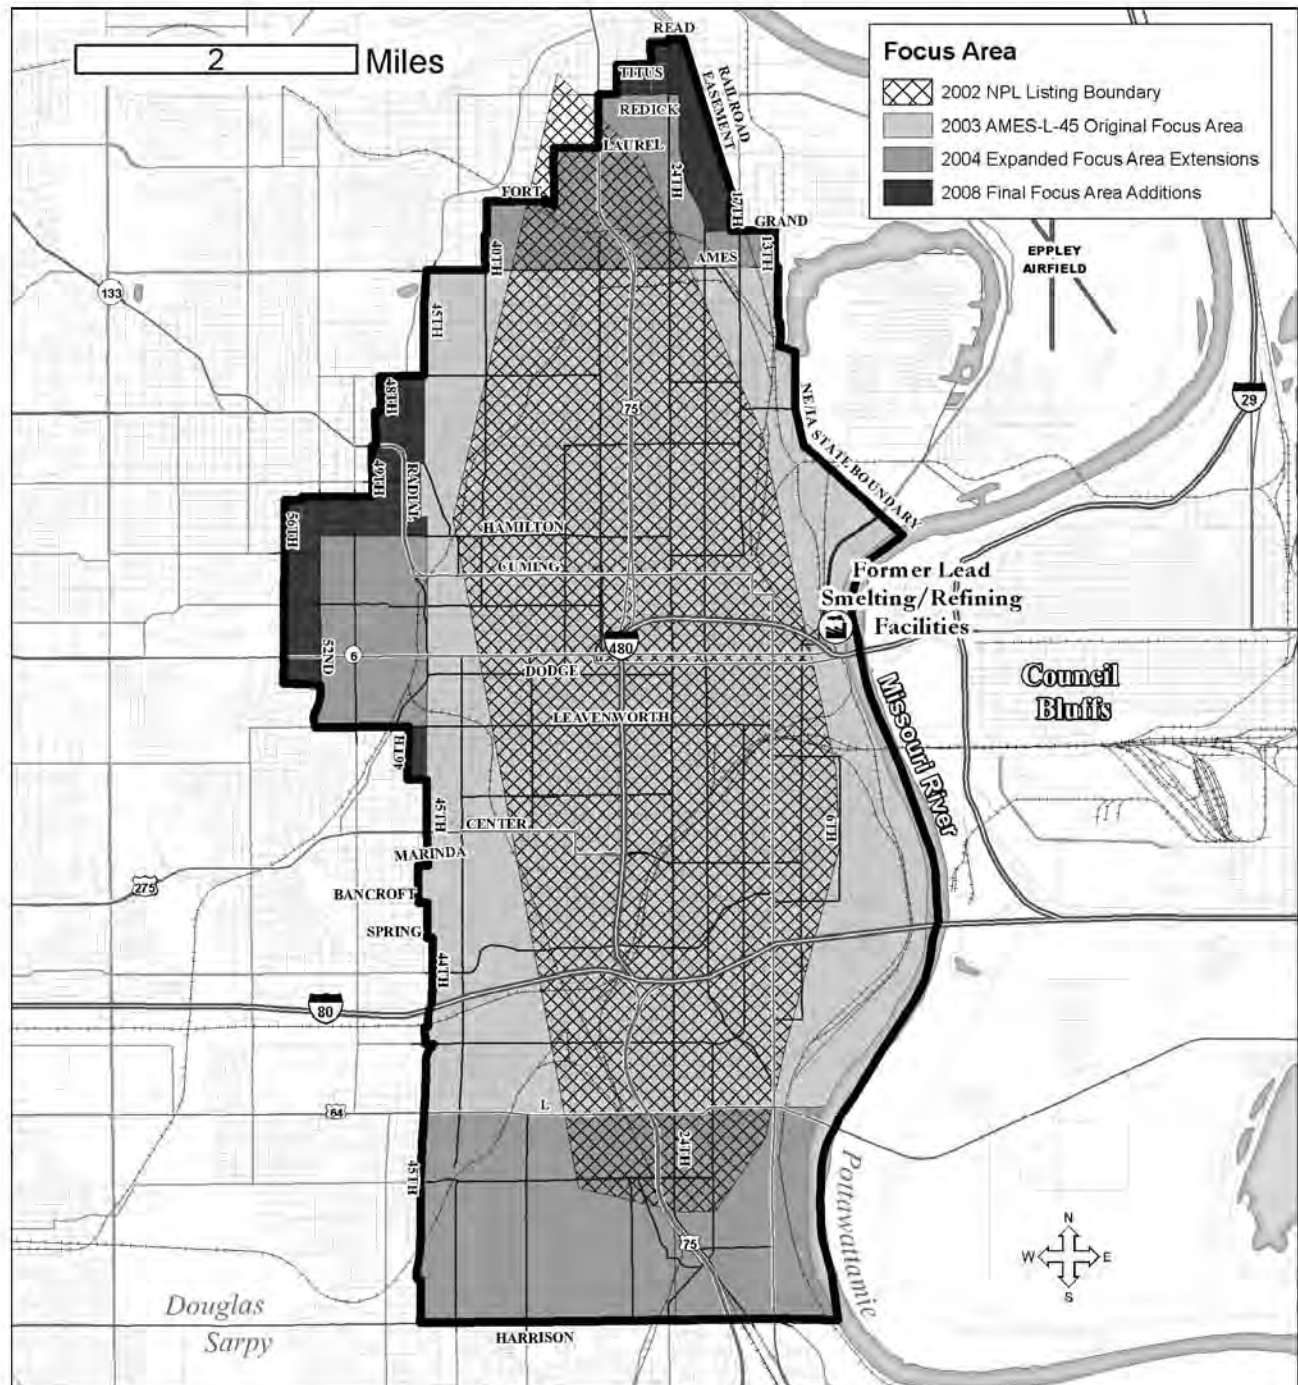 2 Miles
Focus Area
2002 NPL Listing Boundary
2003 AMES-L-45 Original Focus Area
2004 Expanded Focus Area Extensions
2008 Final Focus Area Additions
READ
TITUS
REDICK
RAILROAD
EASEMENT
LAUREL
24TH
FORT
17TH
GRAND
40TH
AMES
13TH
EPPLEY
AIRFIELD
133
45TH
48TH
75
29
NE/IA STATE BOUNDARY
49TH
RADIAL
56TH
HAMILTON
CUMING
Former Lead
Smelting/Refining
Facilities
480
52ND
6
DODGE
Council
Bluffs
Missouri River
LEAVENWORTH
46TH
45TH
CENTER
6TH
MARINDA
275
BANCROFT
SPRING
44TH
80
L
64
24TH
45TH
Pottawattamie
75
N
W E
S
Douglas
Sarpy
HARRISON